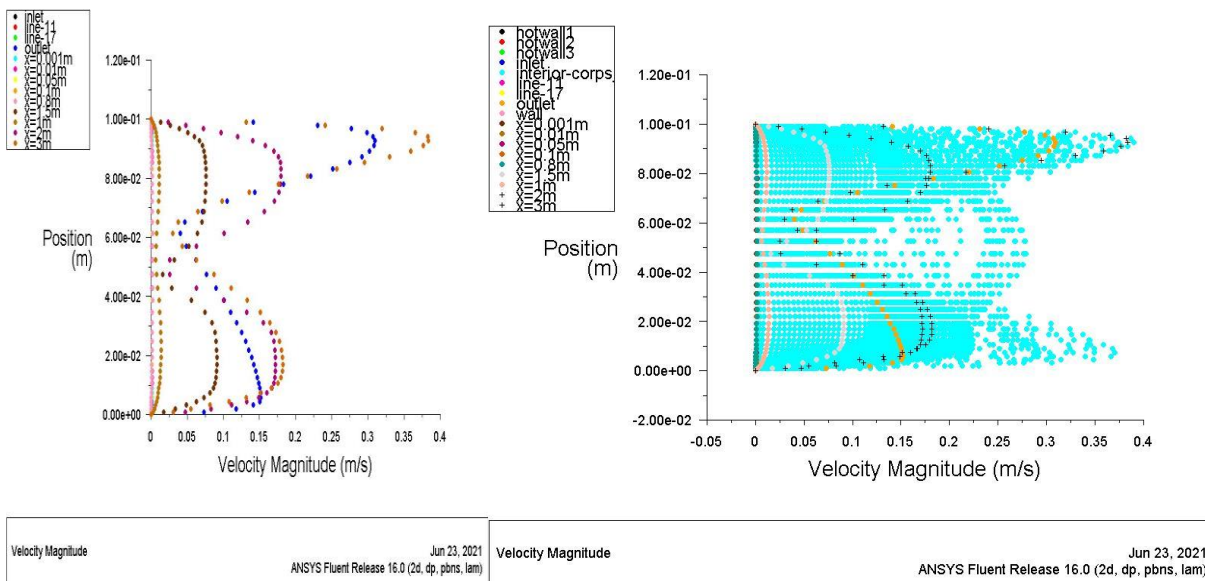 inlet
line-11
line-17
outlet
x=0.001m
x=0.01m
x=0.05m
x=0.1m
x=0.8m
x=1.5m
x=1m
x=2m
x=3m
1.20e-01
1.00e-01
8.00e-02
6.00e-02
4.00e-02
2.00e-02
0.00e+00
Position
(m)
0 0.05 0.1 0.15 0.2 0.25 0.3 0.35 0.4
Velocity Magnitude (m/s)
hotwall1
hotwall2
hotwall3
inlet
interior-corps
line-11
line-17
outlet
wall
x=0.001m
x=0.01m
x=0.05m
x=0.1m
x=0.8m
x=1.5m
x=1m
x=2m
x=3m
1.20e-01
1.00e-01
8.00e-02
6.00e-02
4.00e-02
2.00e-02
0.00e+00
-2.00e-02
Position
(m)
-0.05 0 0.05 0.1 0.15 0.2 0.25 0.3 0.35 0.4
Velocity Magnitude (m/s)
Velocity Magnitude
Jun 23, 2021
ANSYS Fluent Release 16.0 (2d, dp, pbns, lam)
Velocity Magnitude
Jun 23, 2021
ANSYS Fluent Release 16.0 (2d, dp, pbns, lam)